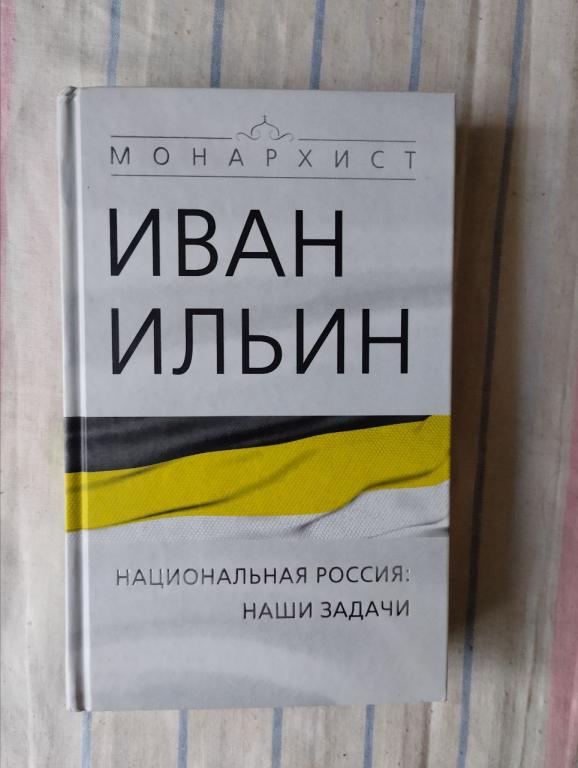 МОНАРХИСТ
ИВАН
ИЛЬИН
НАЦИОНАЛЬНАЯ РОССИЯ:
НАШИ ЗАДАЧИ